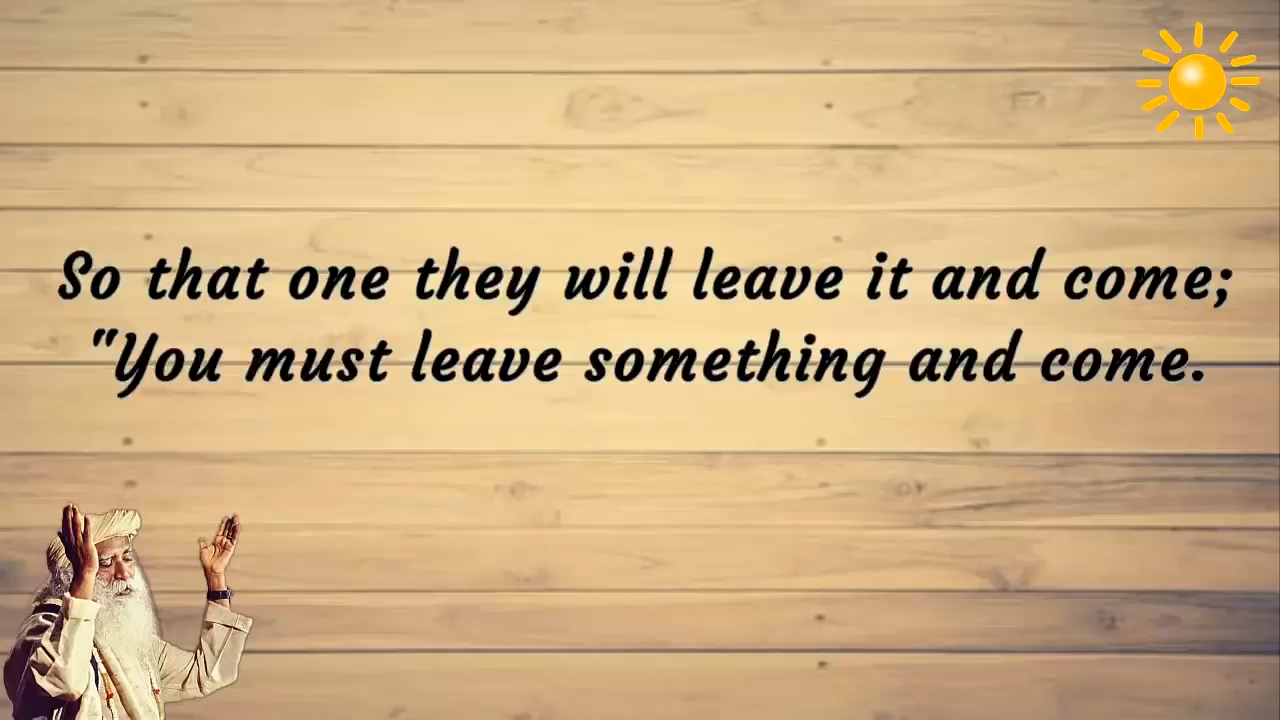 So that one they will leave it and come;
"You must leave something and come.